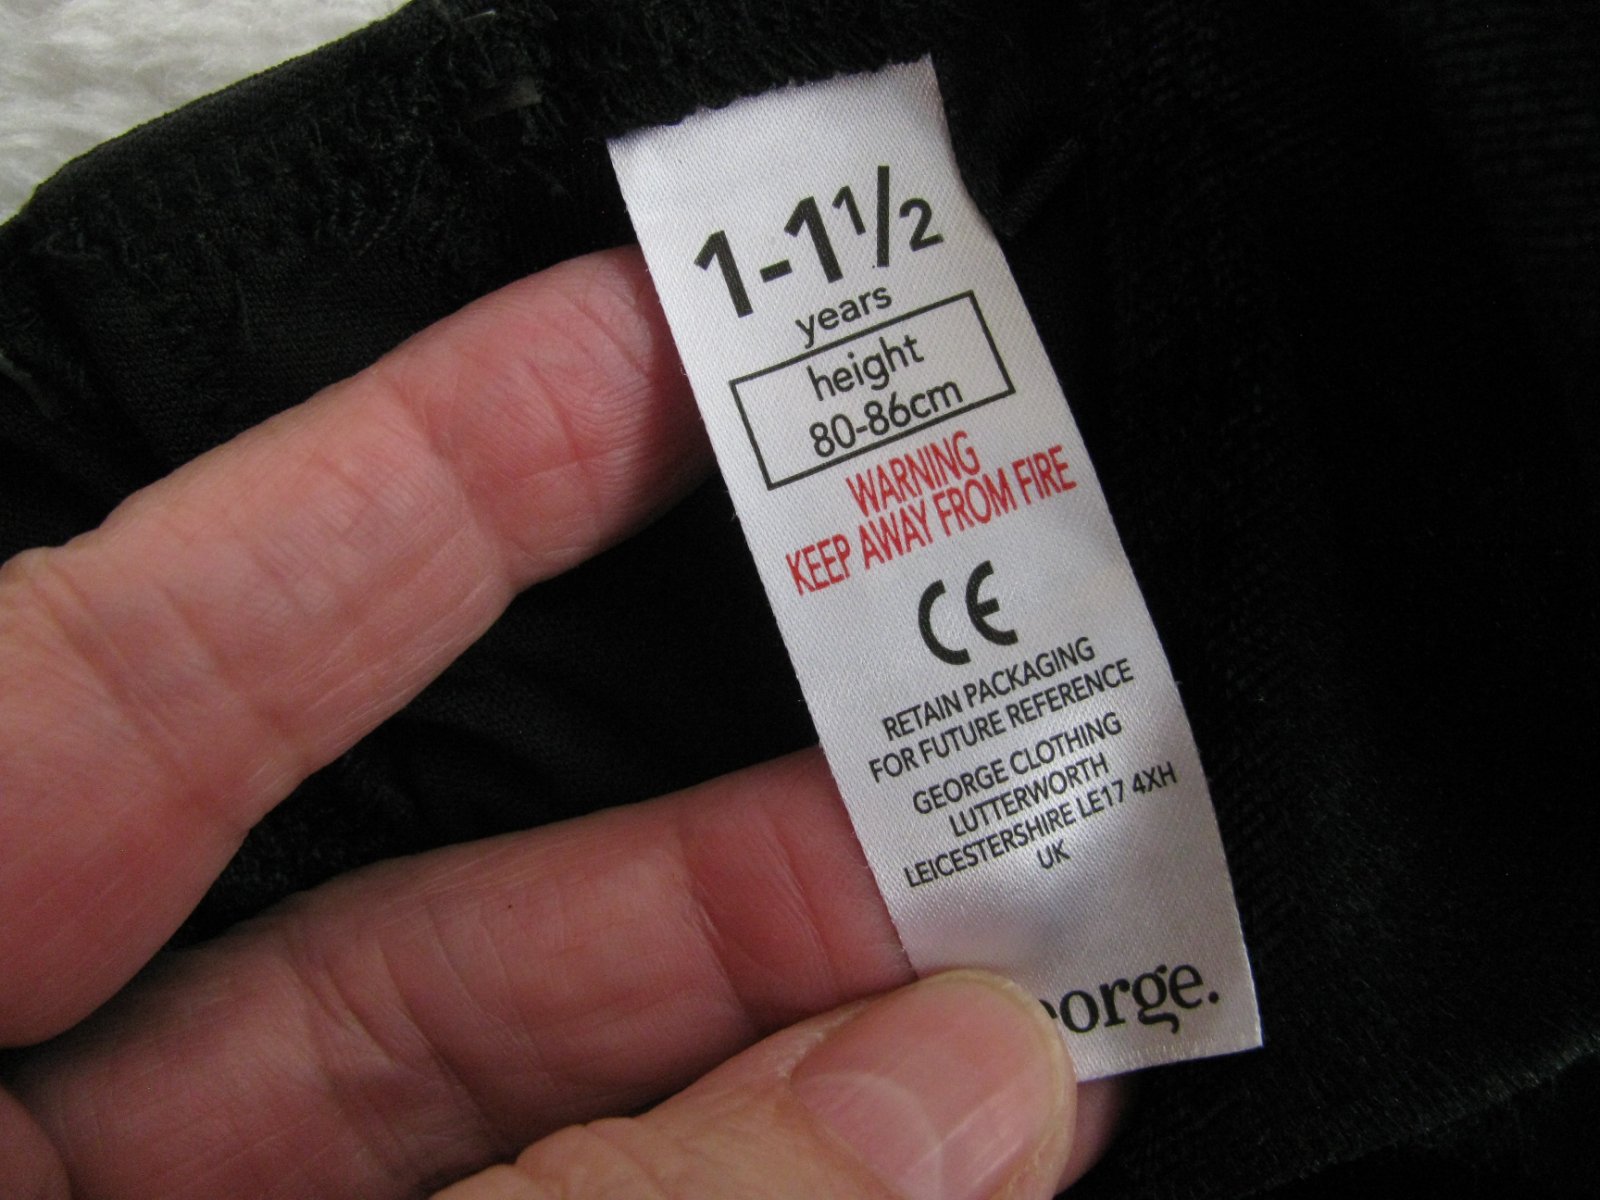 1-1½
years
height
80-86cm
WARNING
KEEP AWAY FROM FIRE
CE
RETAIN PACKAGING
FOR FUTURE REFERENCE
GEORGE CLOTHING
LUTTERWORTH
LEICESTERSHIRE LE17 4XH
UK
eorge.